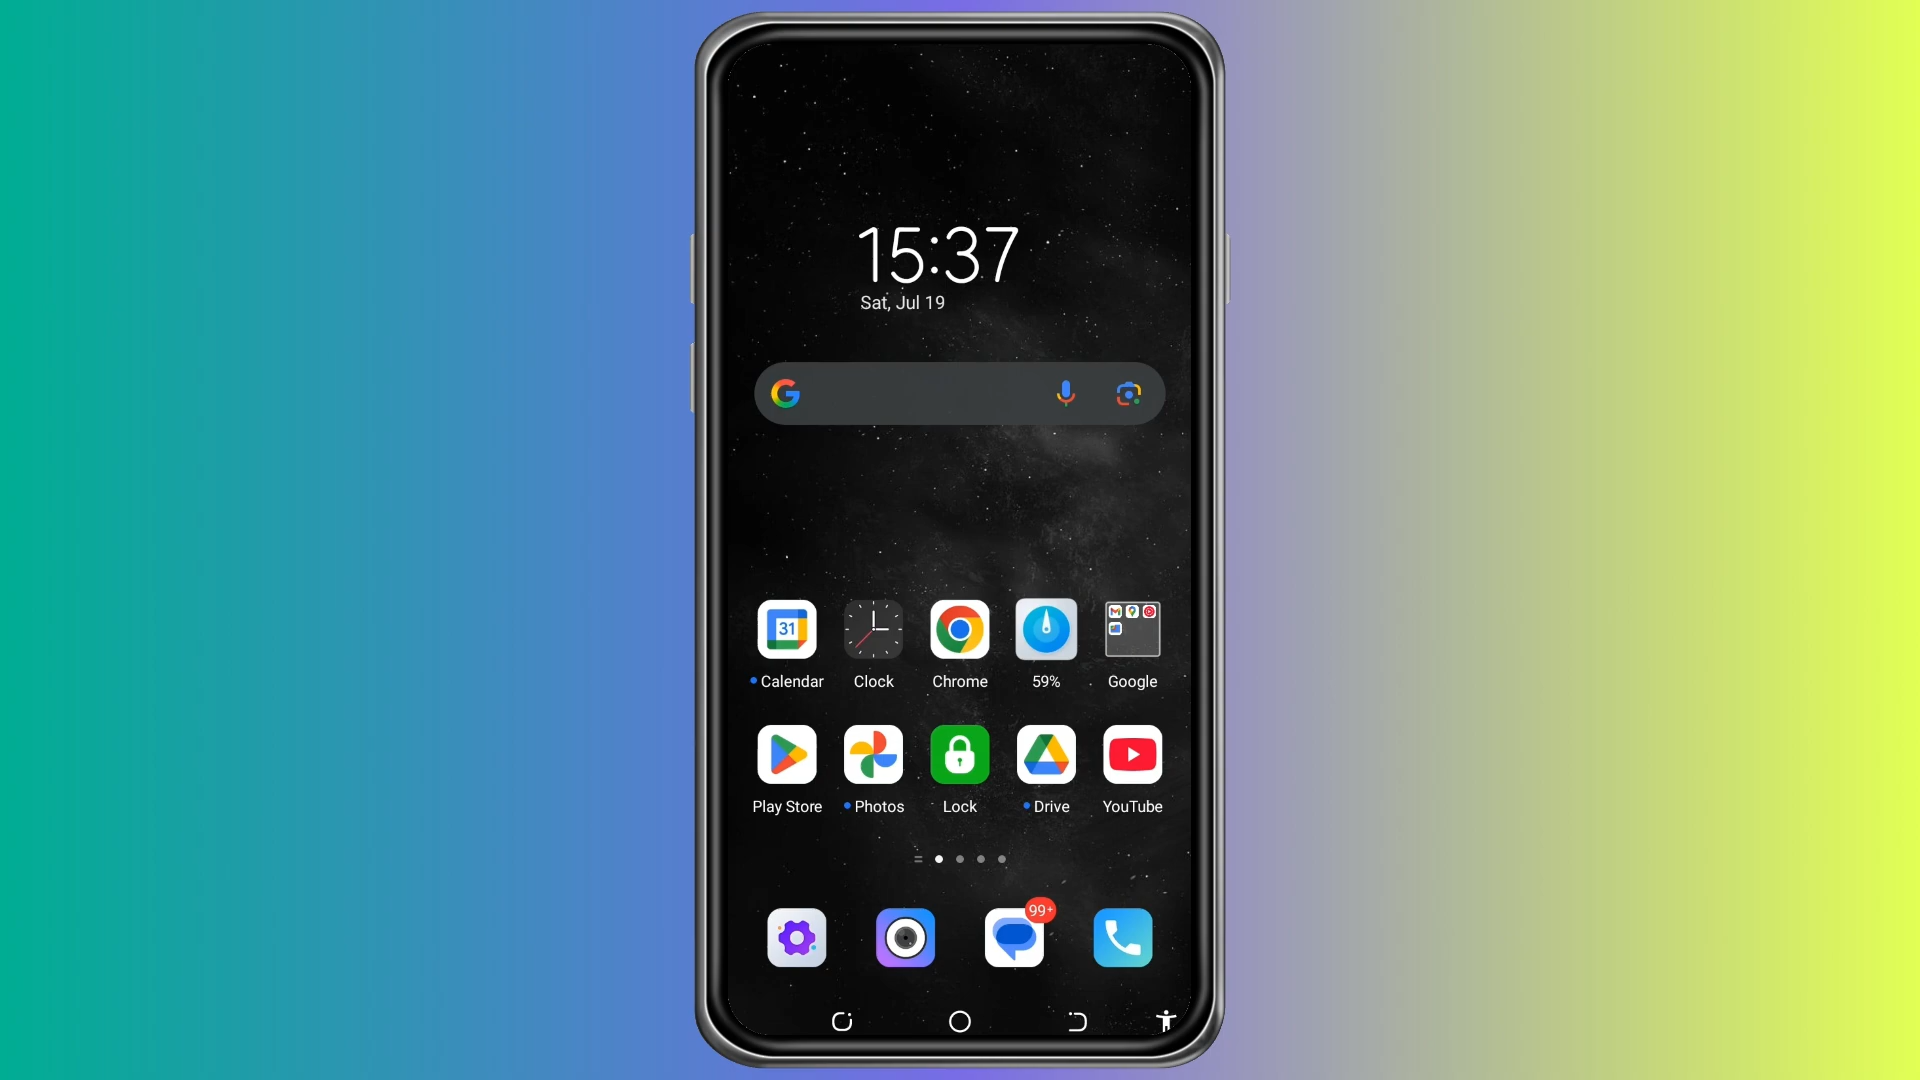 15:37
Sat, Jul 19
31
Calendar
Clock
Chrome
59%
Google
Play Store
Photos
Lock
Drive
YouTube
99+